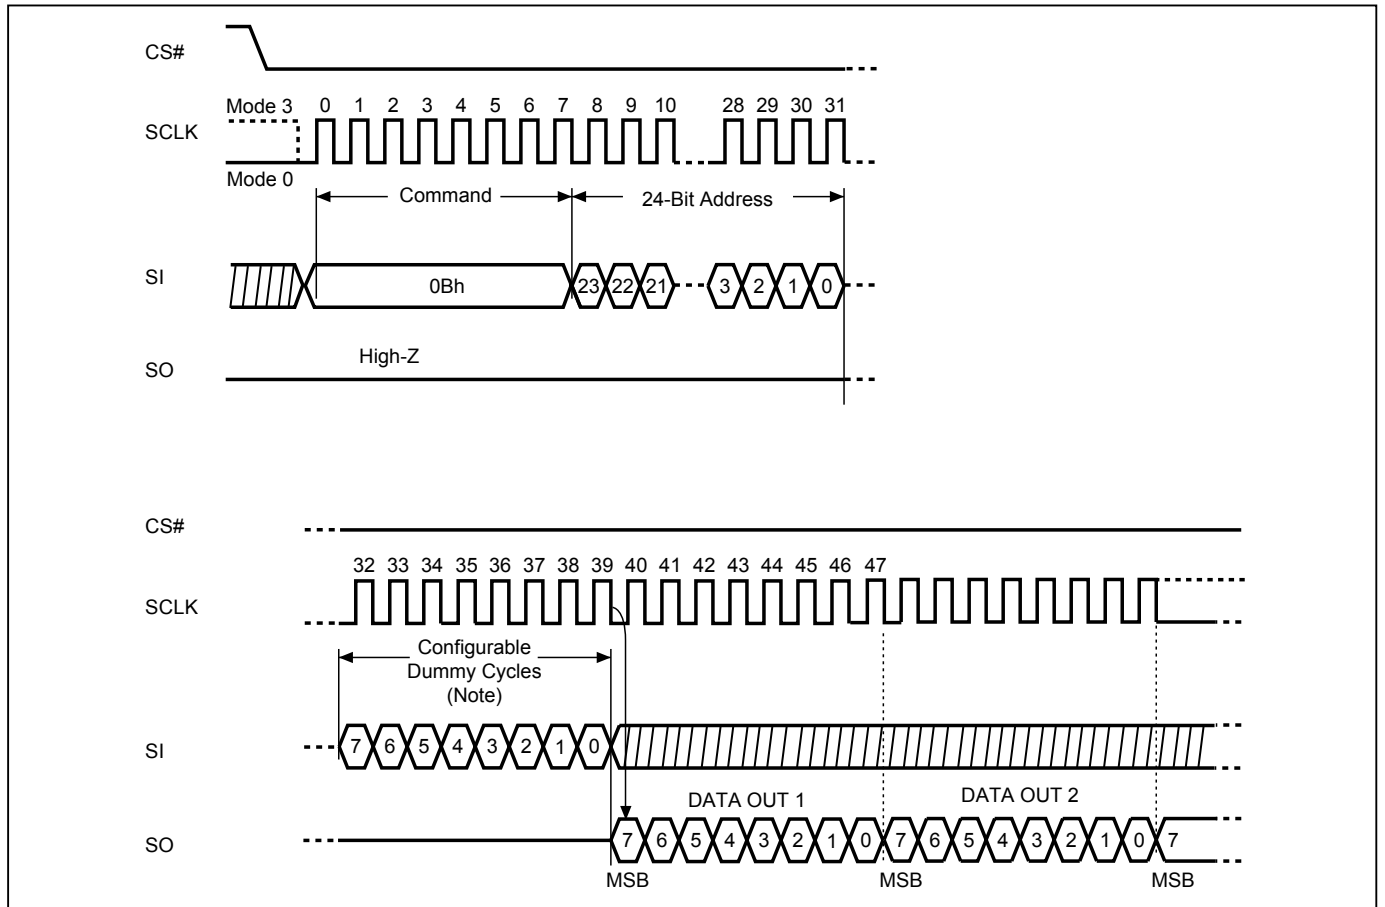 CS#
Mode 3 0 1 2 3 4 5 6 7 8 9 10 28 29 30 31
SCLK
Mode 0
Command 24-Bit Address
SI 0Bh 23 22 21 3 2 1 0
High-Z
SO
CS#
32 33 34 35 36 37 38 39 40 41 42 43 44 45 46 47
SCLK
Configurable
Dummy Cycles
(Note)
SI 7 6 5 4 3 2 1 0
DATA OUT 1 DATA OUT 2
SO 7 6 5 4 3 2 1 0 7 6 5 4 3 2 1 0 7
MSB MSB MSB